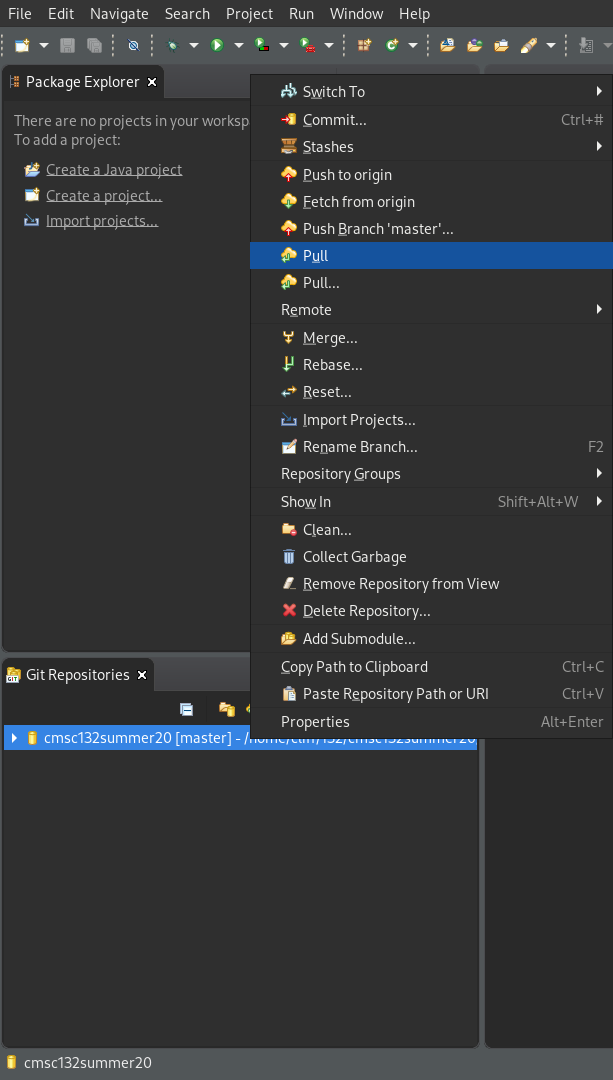 File Edit Navigate Search Project Run Window Help
Package Explorer
There are no projects in your worksp
To add a project:
Create a Java project
Create a project...
Import projects...
Switch To
Commit... Ctrl+#
Stashes
Push to origin
Fetch from origin
Push Branch 'master'...
Pull
Pull...
Remote
Merge...
Rebase...
Reset...
Import Projects...
Rename Branch... F2
Repository Groups
Show In Shift+Alt+W
Clean...
Collect Garbage
Remove Repository from View
Delete Repository...
Add Submodule...
Copy Path to Clipboard Ctrl+C
Paste Repository Path or URI Ctrl+V
Properties Alt+Enter
GIT Git Repositories
cmsc132summer20 [master] -
cmsc132summer20